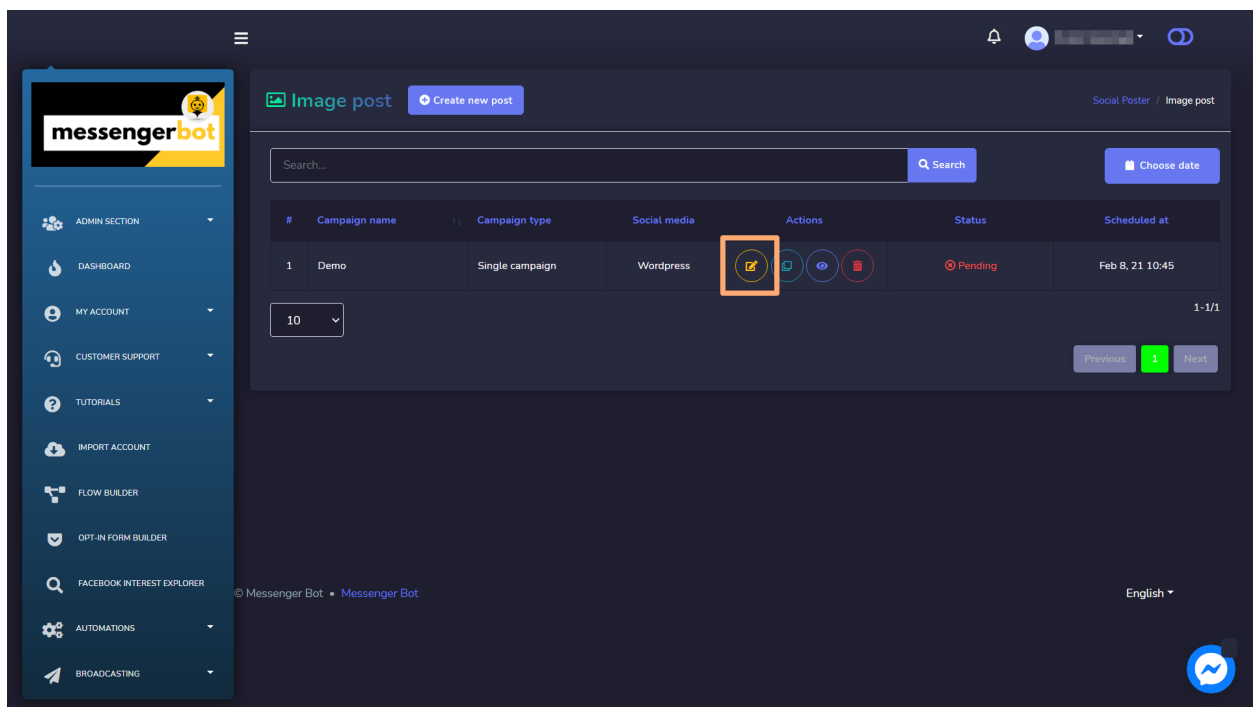 messengerbot
ADMIN SECTION
DASHBOARD
MY ACCOUNT
CUSTOMER SUPPORT
TUTORIALS
IMPORT ACCOUNT
FLOW BUILDER
OPT-IN FORM BUILDER
FACEBOOK INTEREST EXPLORER
AUTOMATIONS
BROADCASTING
Image post
Create new post
Social Poster / Image post
Search...
Search
Choose date
# Campaign name Campaign type Social media Actions Status Scheduled at
1 Demo Single campaign Wordpress Pending Feb 8, 21 10:45
10
1-1/1
Previous 1 Next
© Messenger Bot • Messenger Bot
English